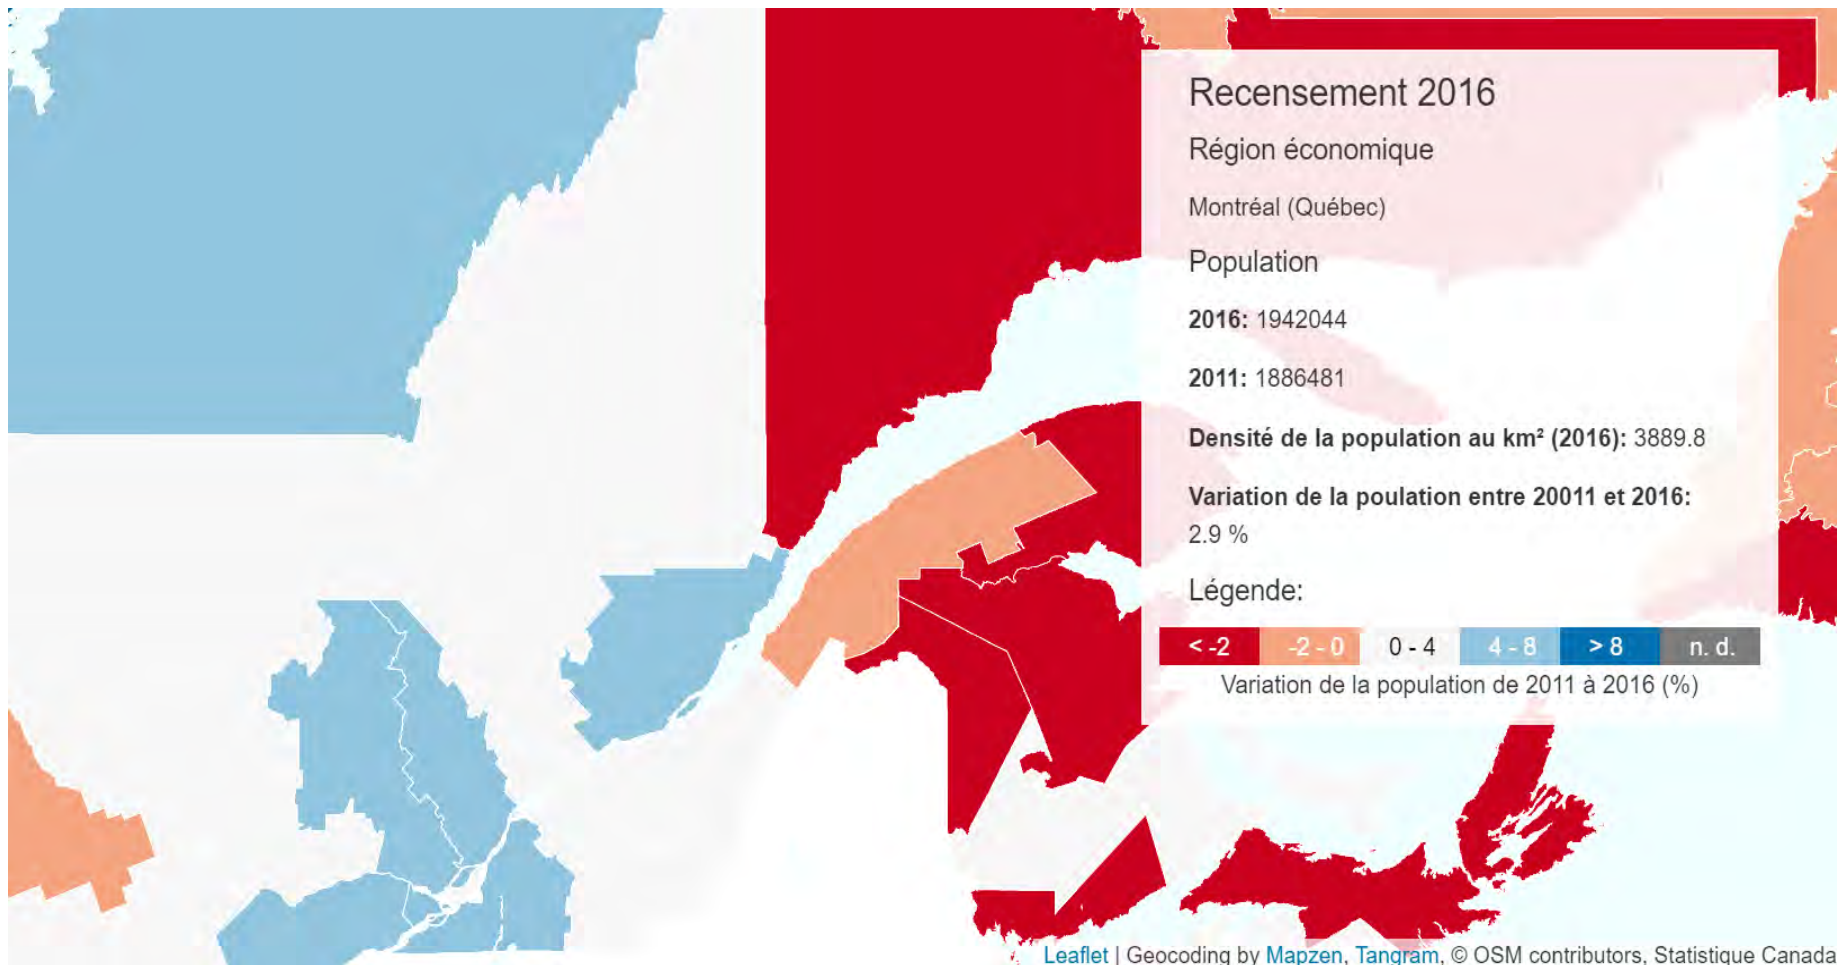 Recensement 2016
Région économique
Montréal (Québec)
Population
2016: 1942044
2011: 1886481
Densité de la population au km² (2016): 3889.8
Variation de la poulation entre 20011 et 2016:
2.9 %
Légende:
< -2 -2 - 0 0 - 4 4 - 8 > 8 n. d.
Variation de la population de 2011 à 2016 (%)
Leaflet | Geocoding by Mapzen, Tangram, © OSM contributors, Statistique Canada